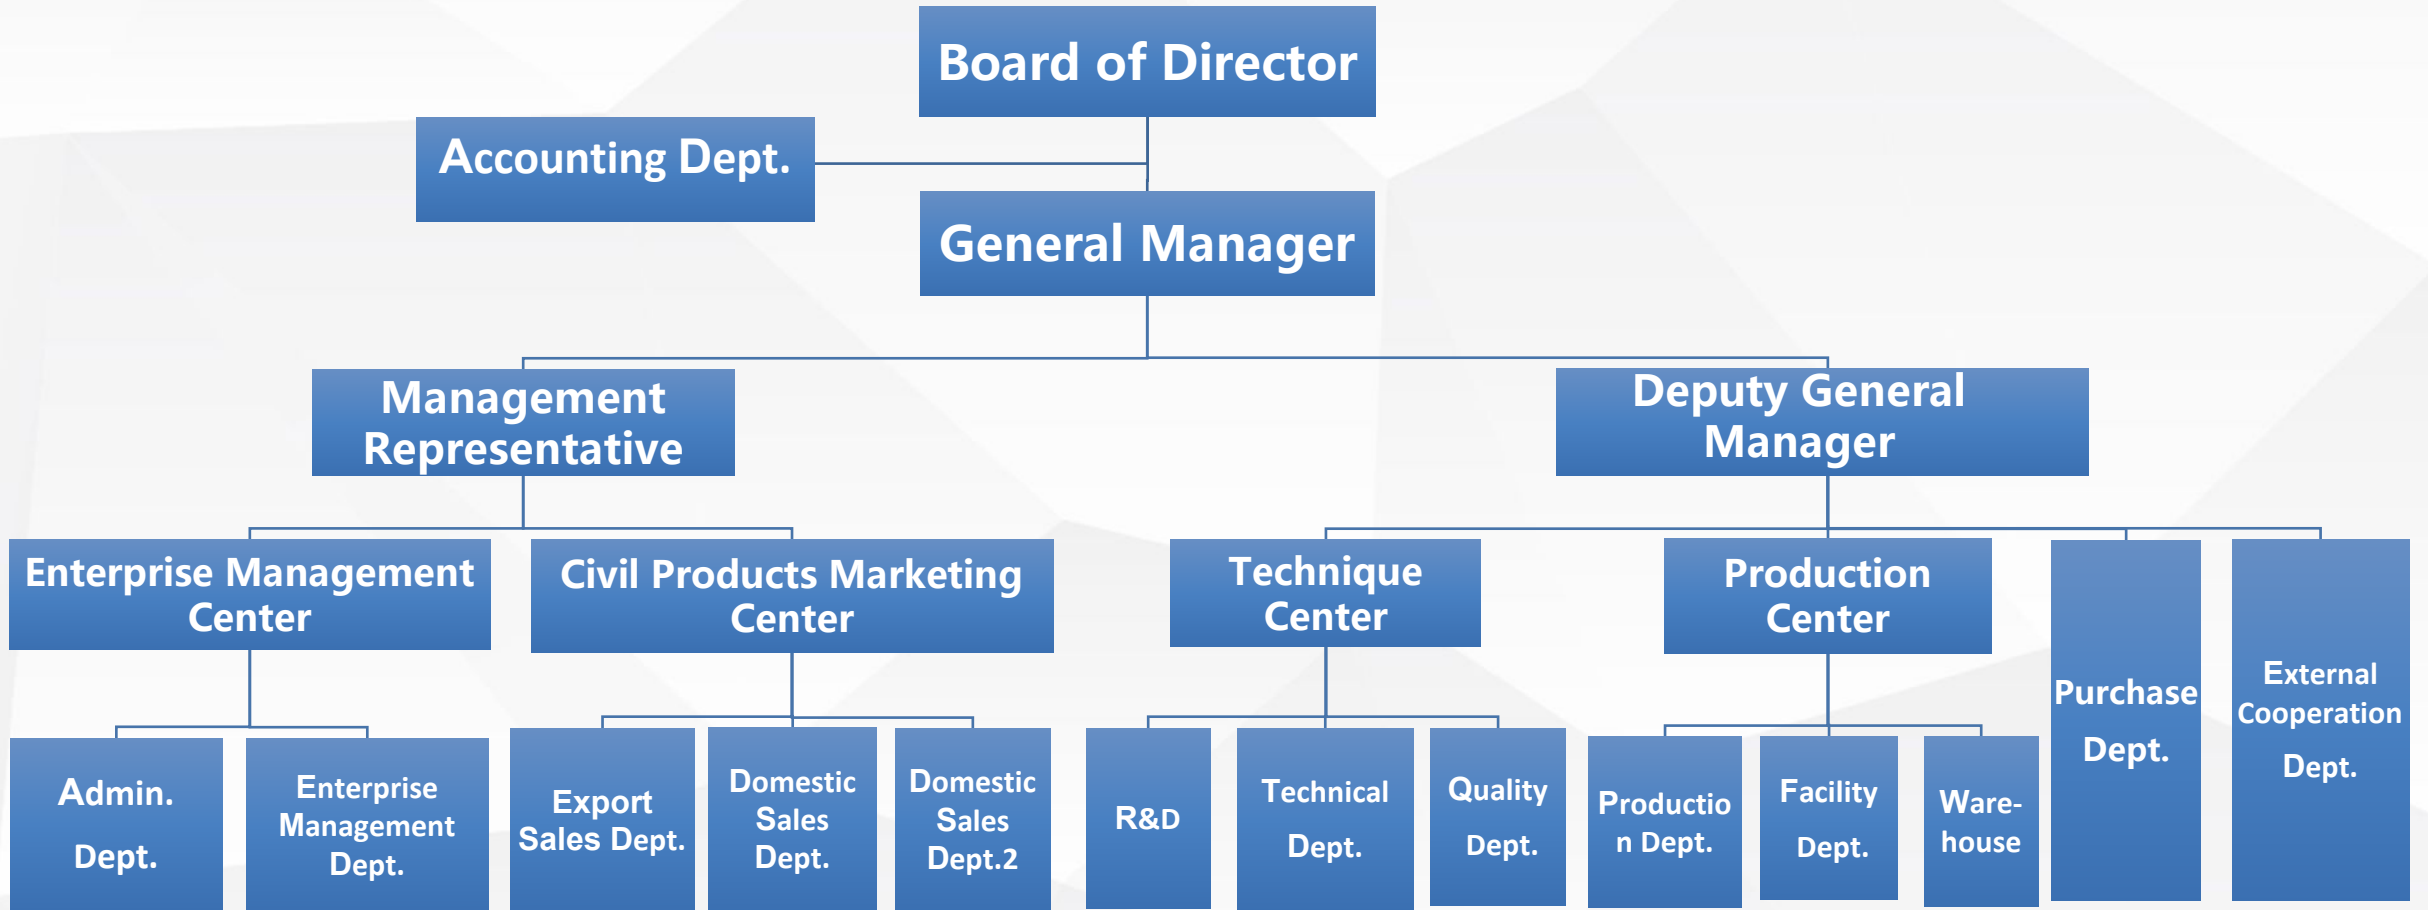 Board of Director
Accounting Dept.
General Manager
Management
Representative
Deputy General
Manager
Enterprise Management
Center
Civil Products Marketing
Center
Technique
Center
Production
Center
Purchase
Dept.
External
Cooperation
Dept.
Admin.
Dept.
Enterprise
Management
Dept.
Export
Sales Dept.
Domestic
Sales
Dept.
Domestic
Sales
Dept.2
R&D
Technical
Dept.
Quality
Dept.
Productio
n Dept.
Facility
Dept.
Ware-
house